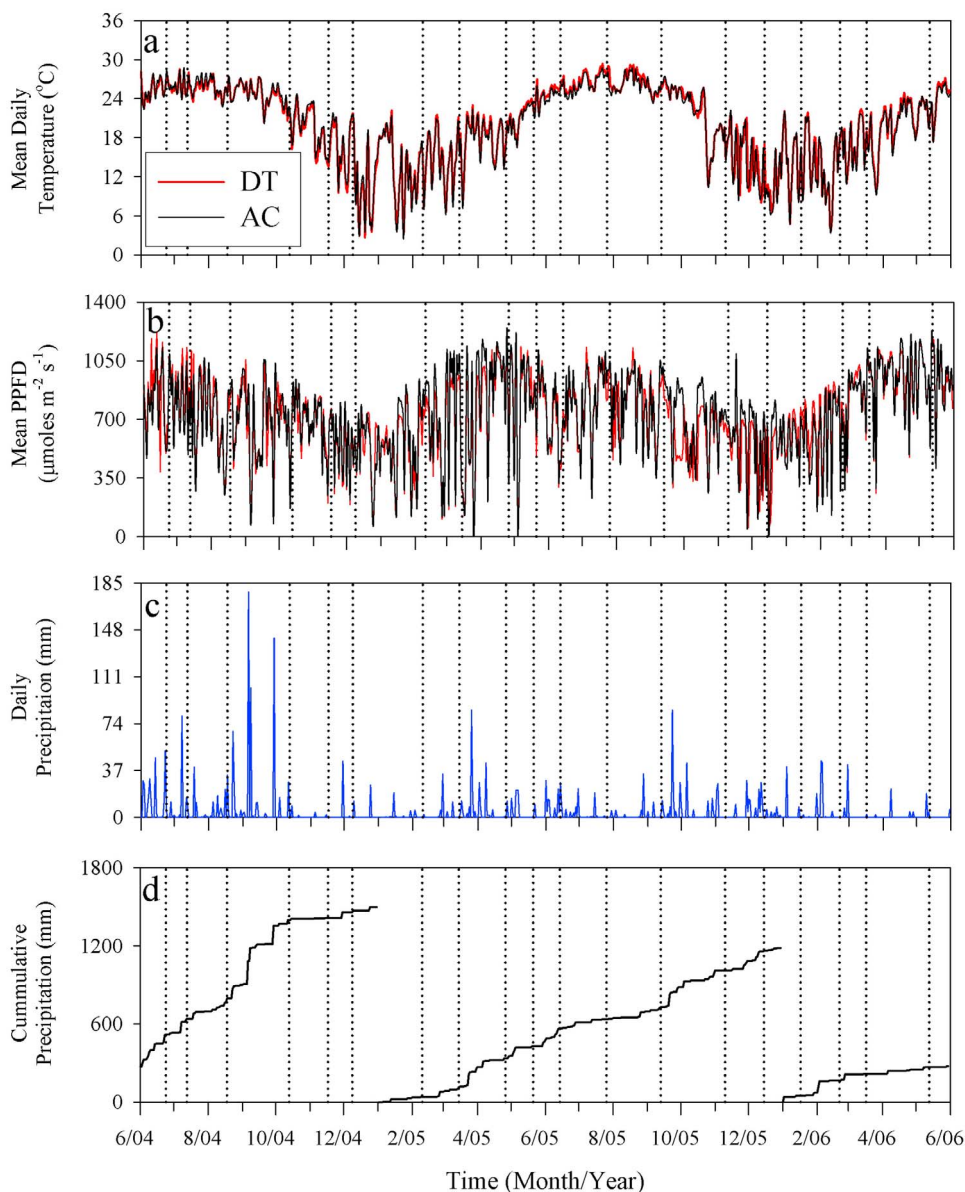 a
Mean Daily
Temperature (°C)
36
30
24
18
12
6
0
DT
AC
b
Mean PPFD
(μmoles m⁻² s⁻¹)
1400
1050
700
350
0
c
Daily
Precipitaion (mm)
185
148
111
74
37
0
d
Cummulative
Precipitation (mm)
1800
1200
600
0
6/04 8/04 10/04 12/04 2/05 4/05 6/05 8/05 10/05 12/05 2/06 4/06 6/06
Time (Month/Year)